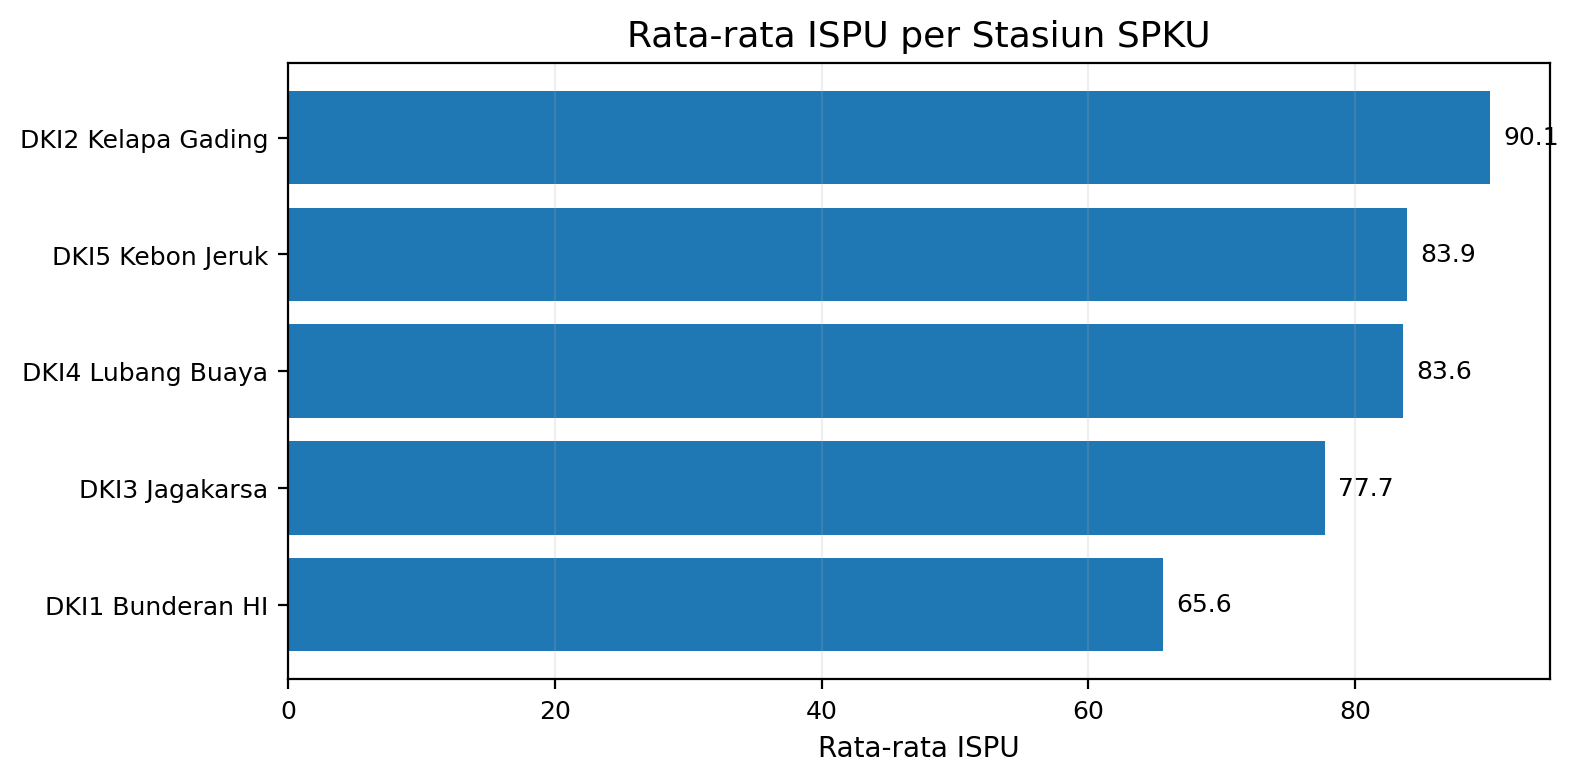 Rata-rata ISPU per Stasiun SPKU
DKI2 Kelapa Gading
90.1
DKI5 Kebon Jeruk
83.9
DKI4 Lubang Buaya
83.6
DKI3 Jagakarsa
77.7
DKI1 Bunderan HI
65.6
0 20 40 60 80
Rata-rata ISPU